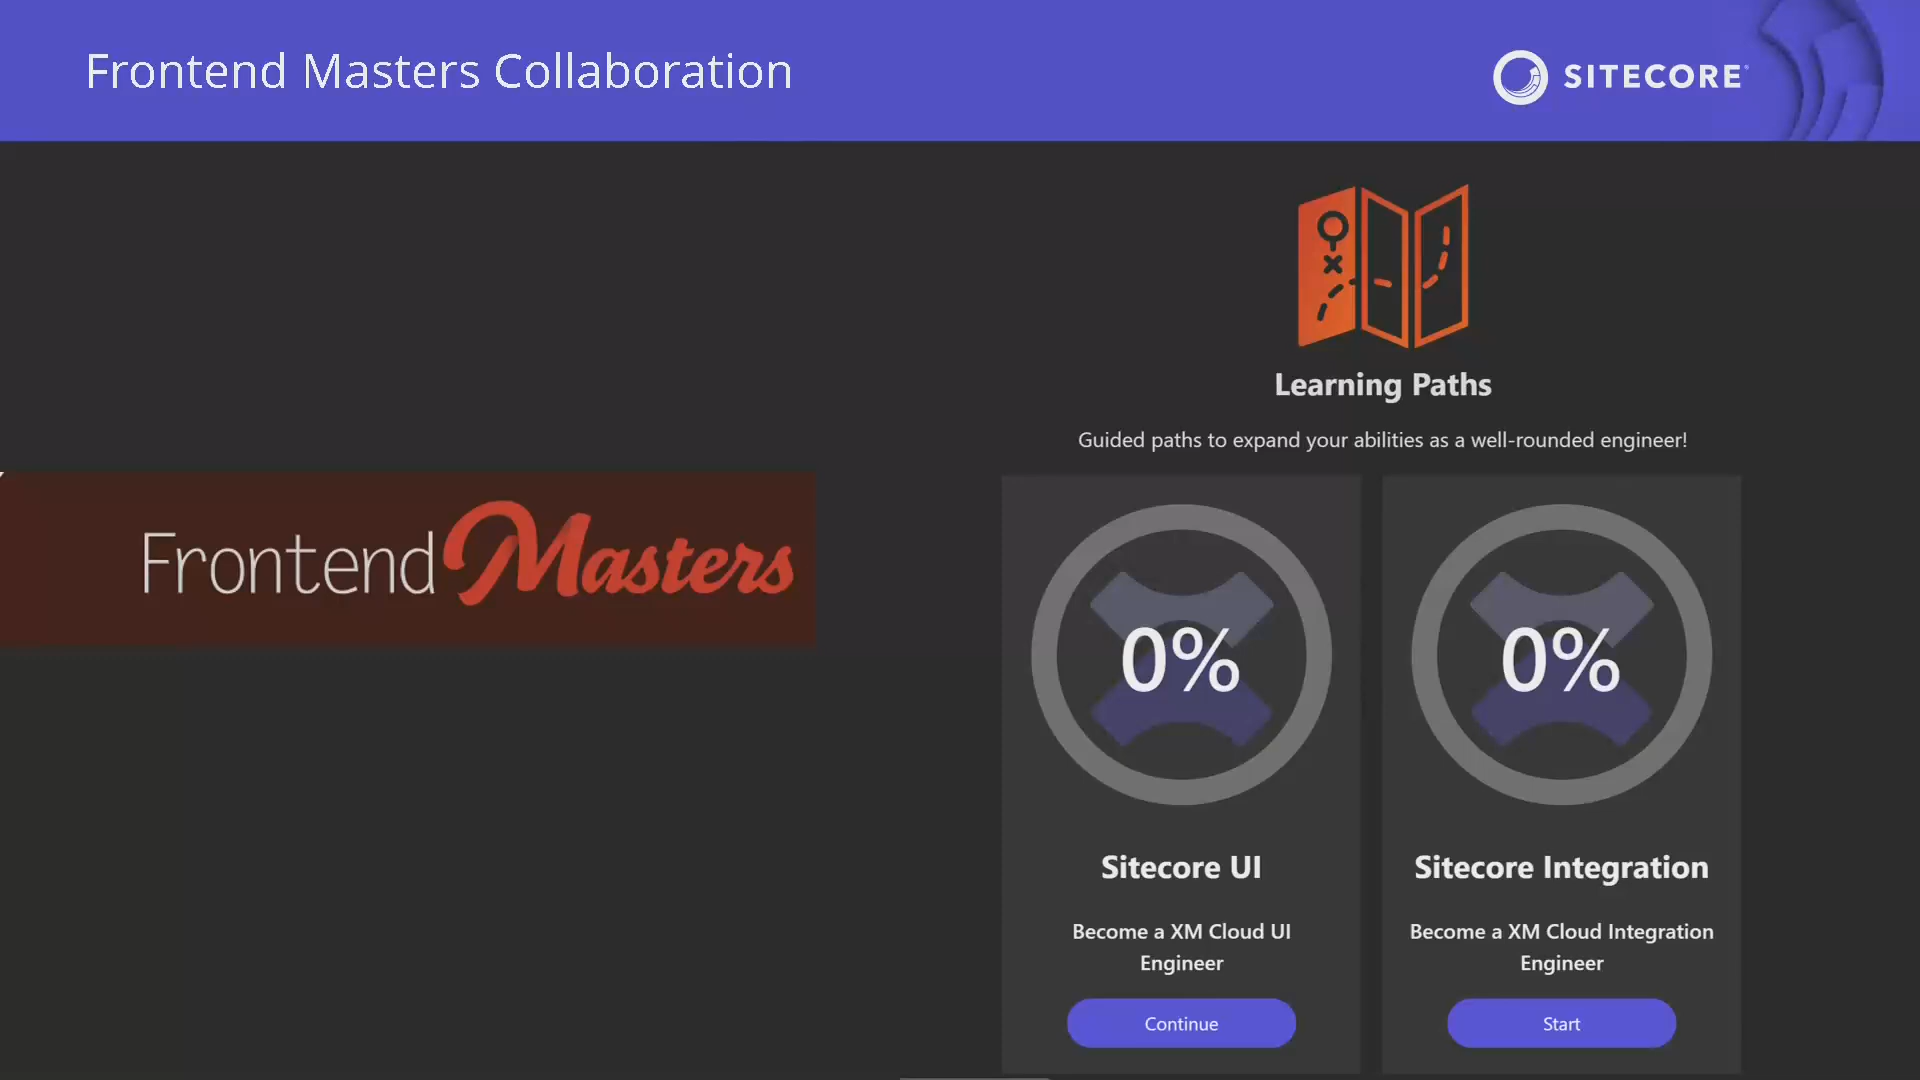 Frontend Masters Collaboration
SITECORE
Learning Paths
Guided paths to expand your abilities as a well-rounded engineer!
Frontend Masters
0%
Sitecore UI
Become a XM Cloud UI
Engineer
Continue
0%
Sitecore Integration
Become a XM Cloud Integration
Engineer
Start